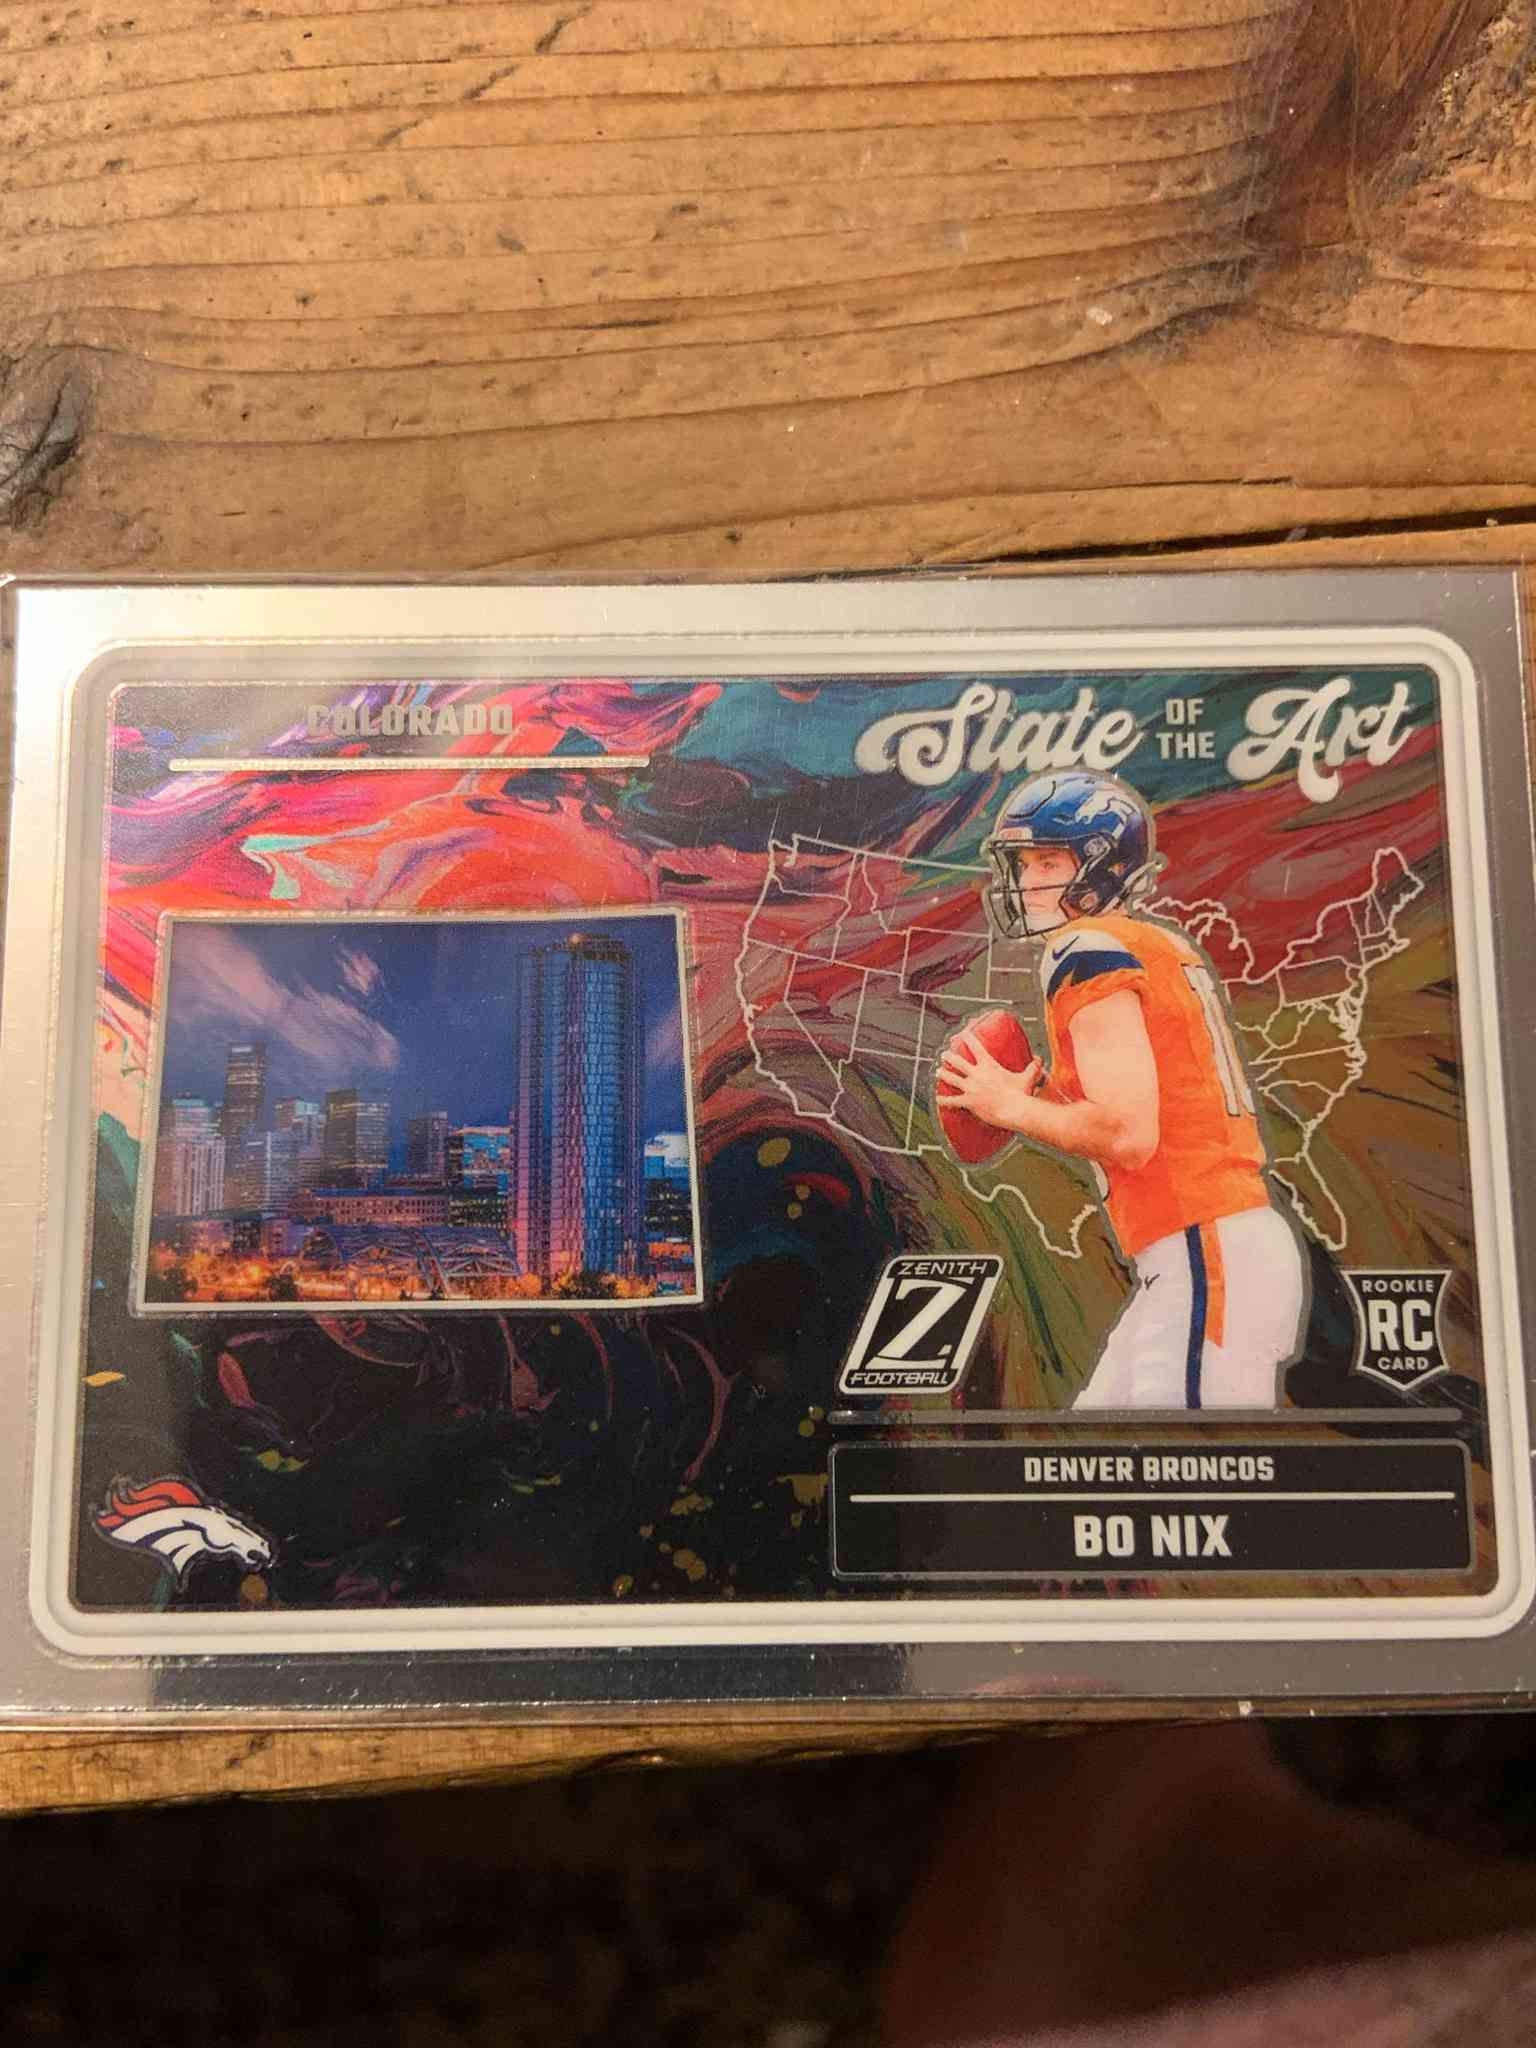 COLORADO
State OF THE Art
ZENITH
Z
FOOTBALL
ROOKIE
RC
CARD
DENVER BRONCOS
BO NIX